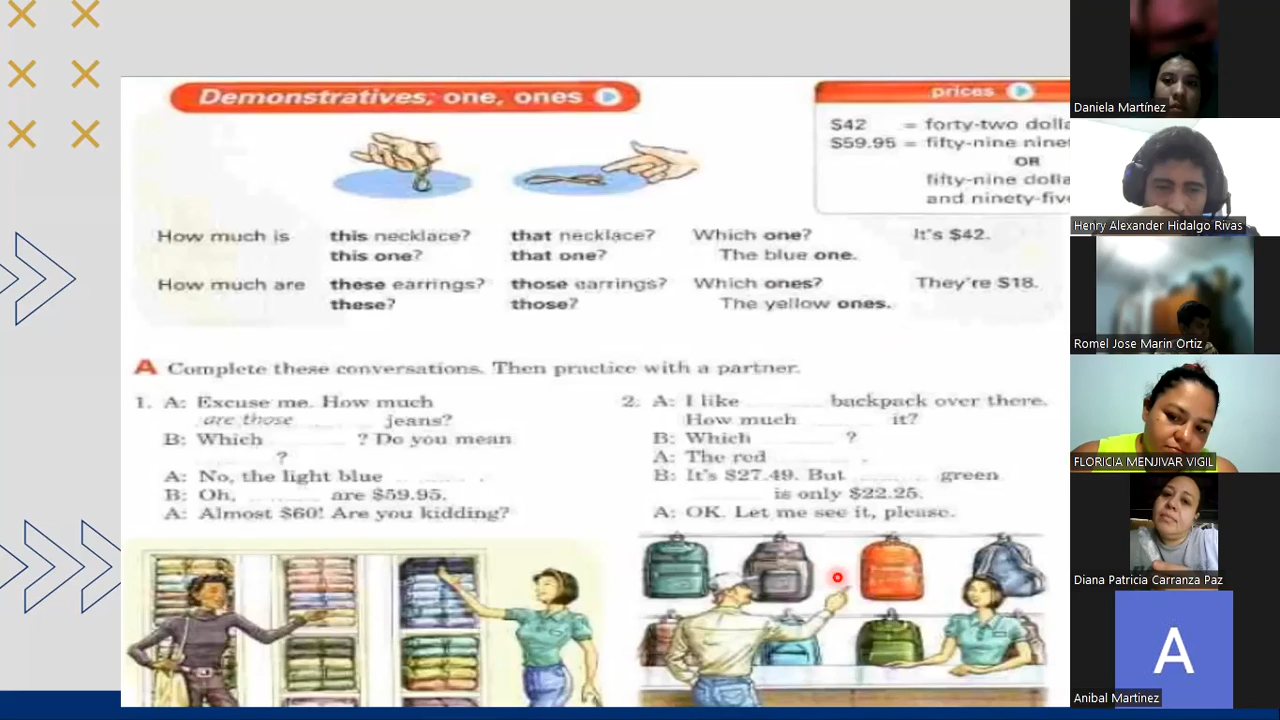 Demonstratives; one, ones
prices
$42 = forty-two
$59.95 = fifty-nine
OR
fifty-nine
and
How much is this necklace? that necklace? Which one? It's $42.
this one? that one? The blue one.
How much are these earrings? those earrings? Which ones? They're $18.
these? those? The yellow ones.
A Complete these conversations. Then practice with a partner.
1. A: Excuse me. How much
are those jeans?
B: Which ? Do you mean
?
A: No, the light blue .
B: Oh, are $59.95.
A: Almost $60! Are you kidding?
2. A: I like backpack over there.
How much it?
B: Which ?
A: The red .
B: It's $27.49. But green
is only $22.25.
A: OK. Let me see it, please.
Daniela Martínez
Henry Alexander Hidalgo Rivas
Romel Jose Marin Ortiz
FLORICIA MENJIVAR VIGIL
Diana Patricia Carranza Paz
A
Anibal Martinez